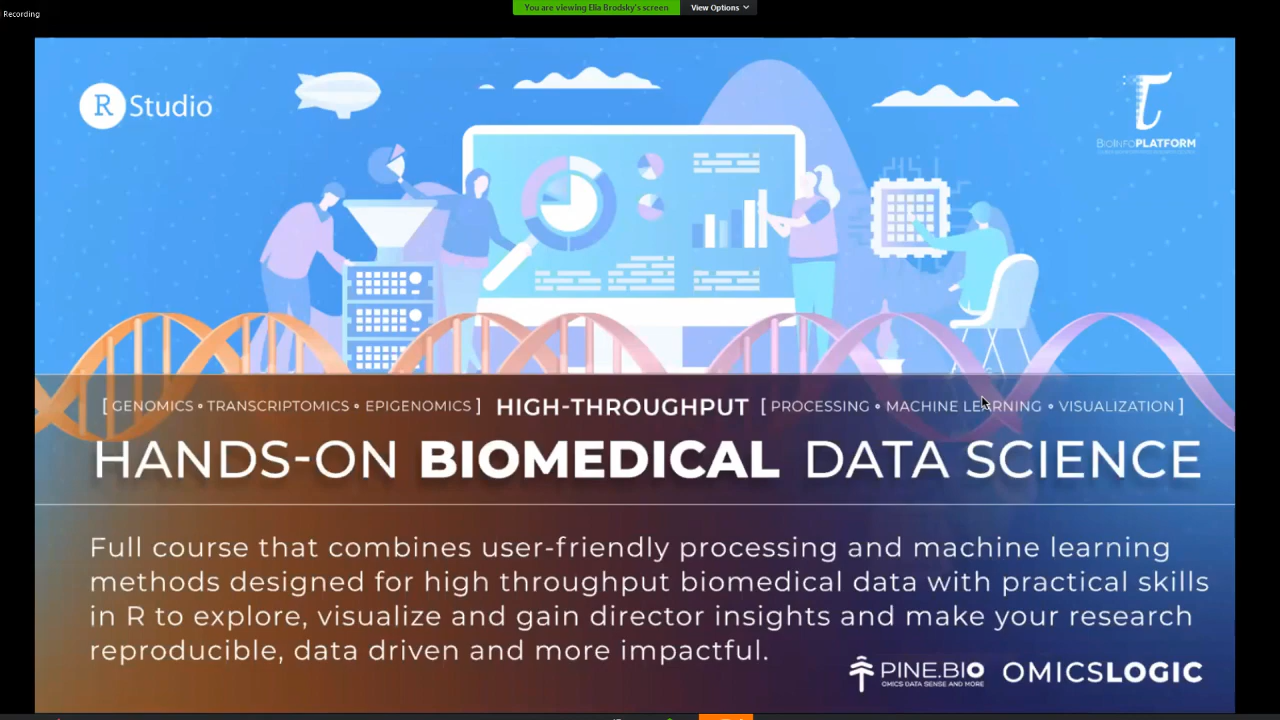 Recording
You are viewing Elia Brodsky's screen
View Options
R Studio
BIOINFOPLATFORM
[ GENOMICS • TRANSCRIPTOMICS • EPIGENOMICS ] HIGH-THROUGHPUT [ PROCESSING • MACHINE LEARNING • VISUALIZATION ]
HANDS-ON BIOMEDICAL DATA SCIENCE
Full course that combines user-friendly processing and machine learning
methods designed for high throughput biomedical data with practical skills
in R to explore, visualize and gain director insights and make your research
reproducible, data driven and more impactful.
PINE.BIO
OMICS DATA SENSE AND MORE
OMICSLOGIC